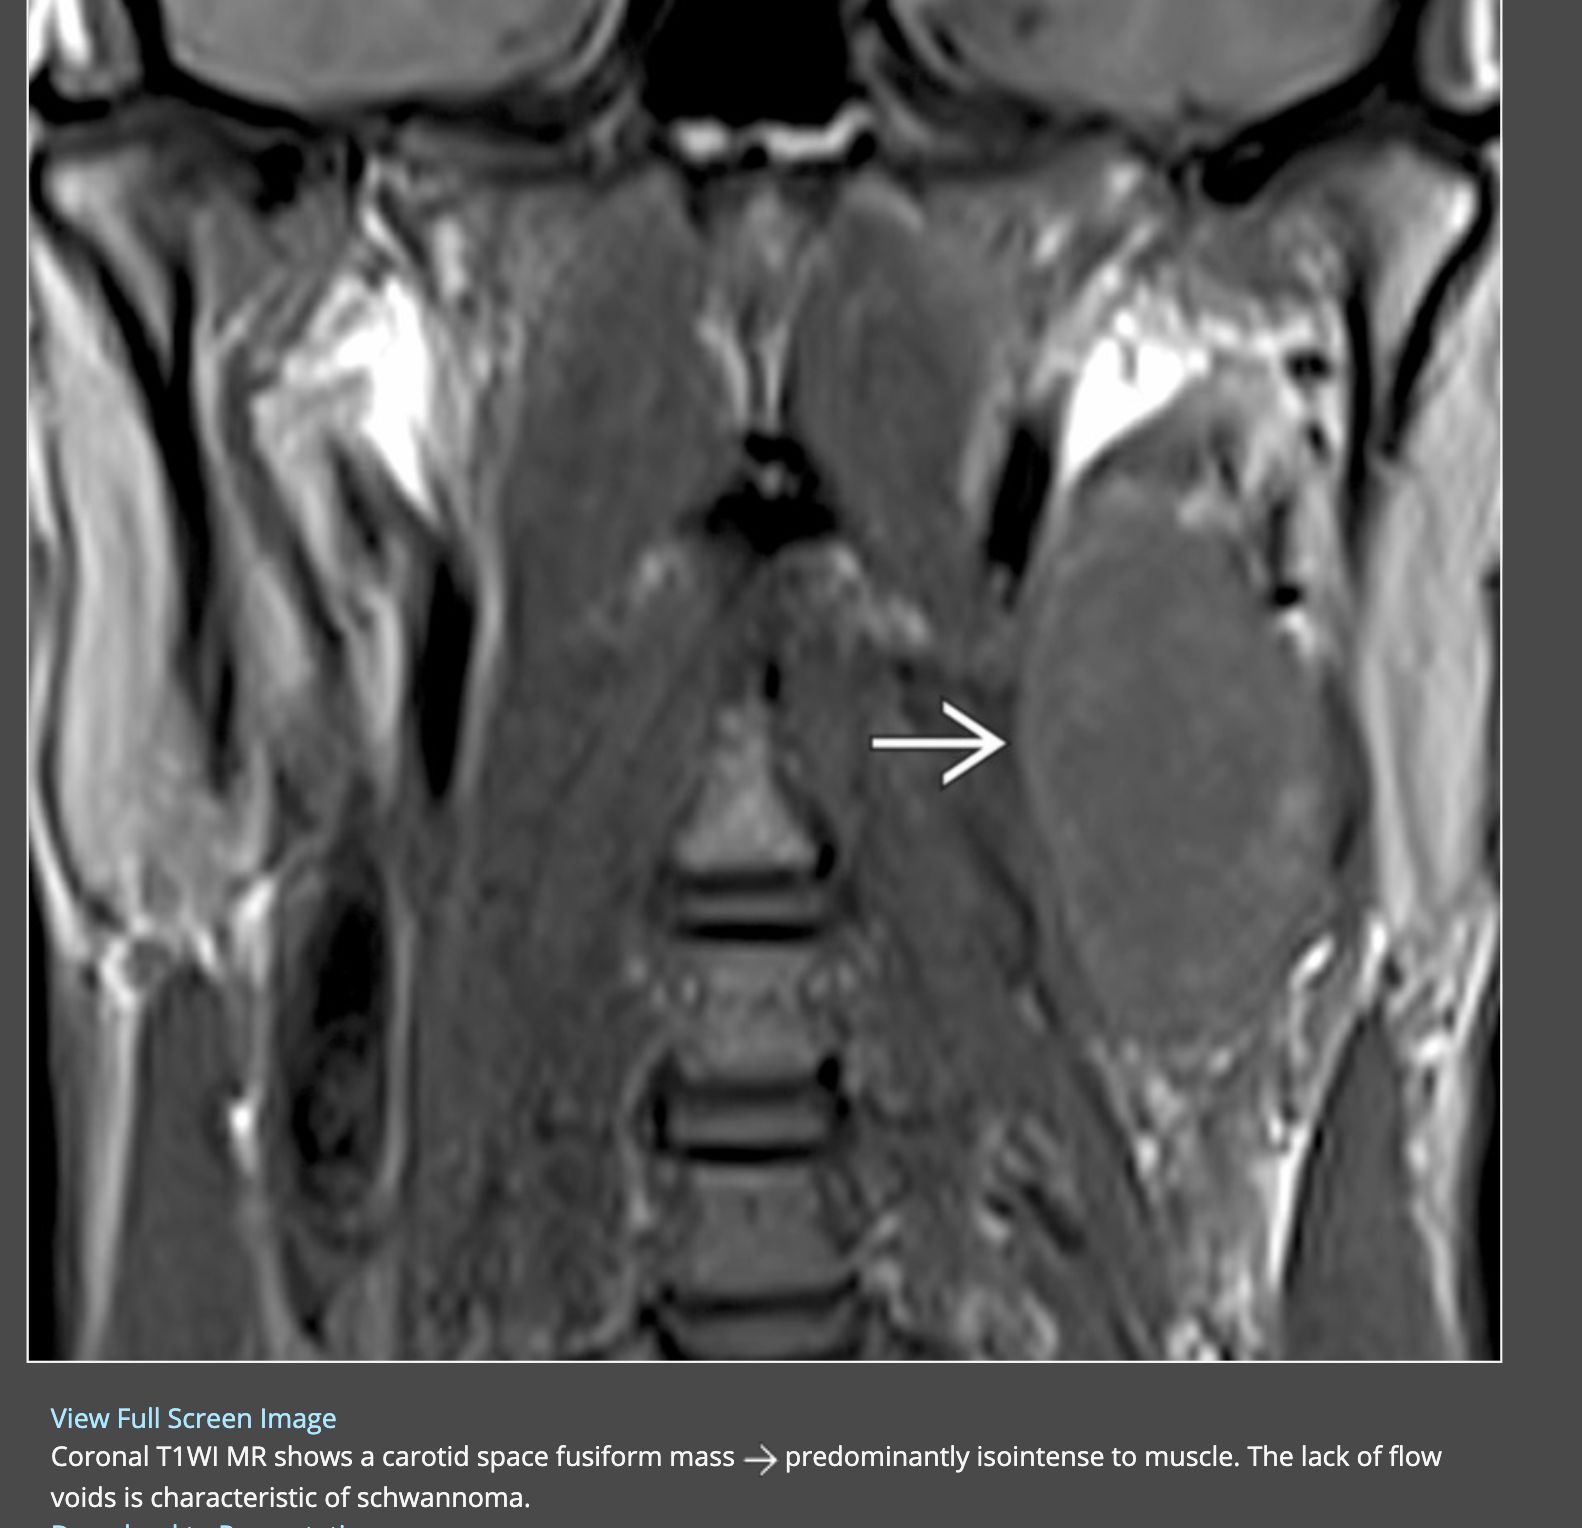 View Full Screen Image
Coronal T1WI MR shows a carotid space fusiform mass → predominantly isointense to muscle. The lack of flow
voids is characteristic of schwannoma.